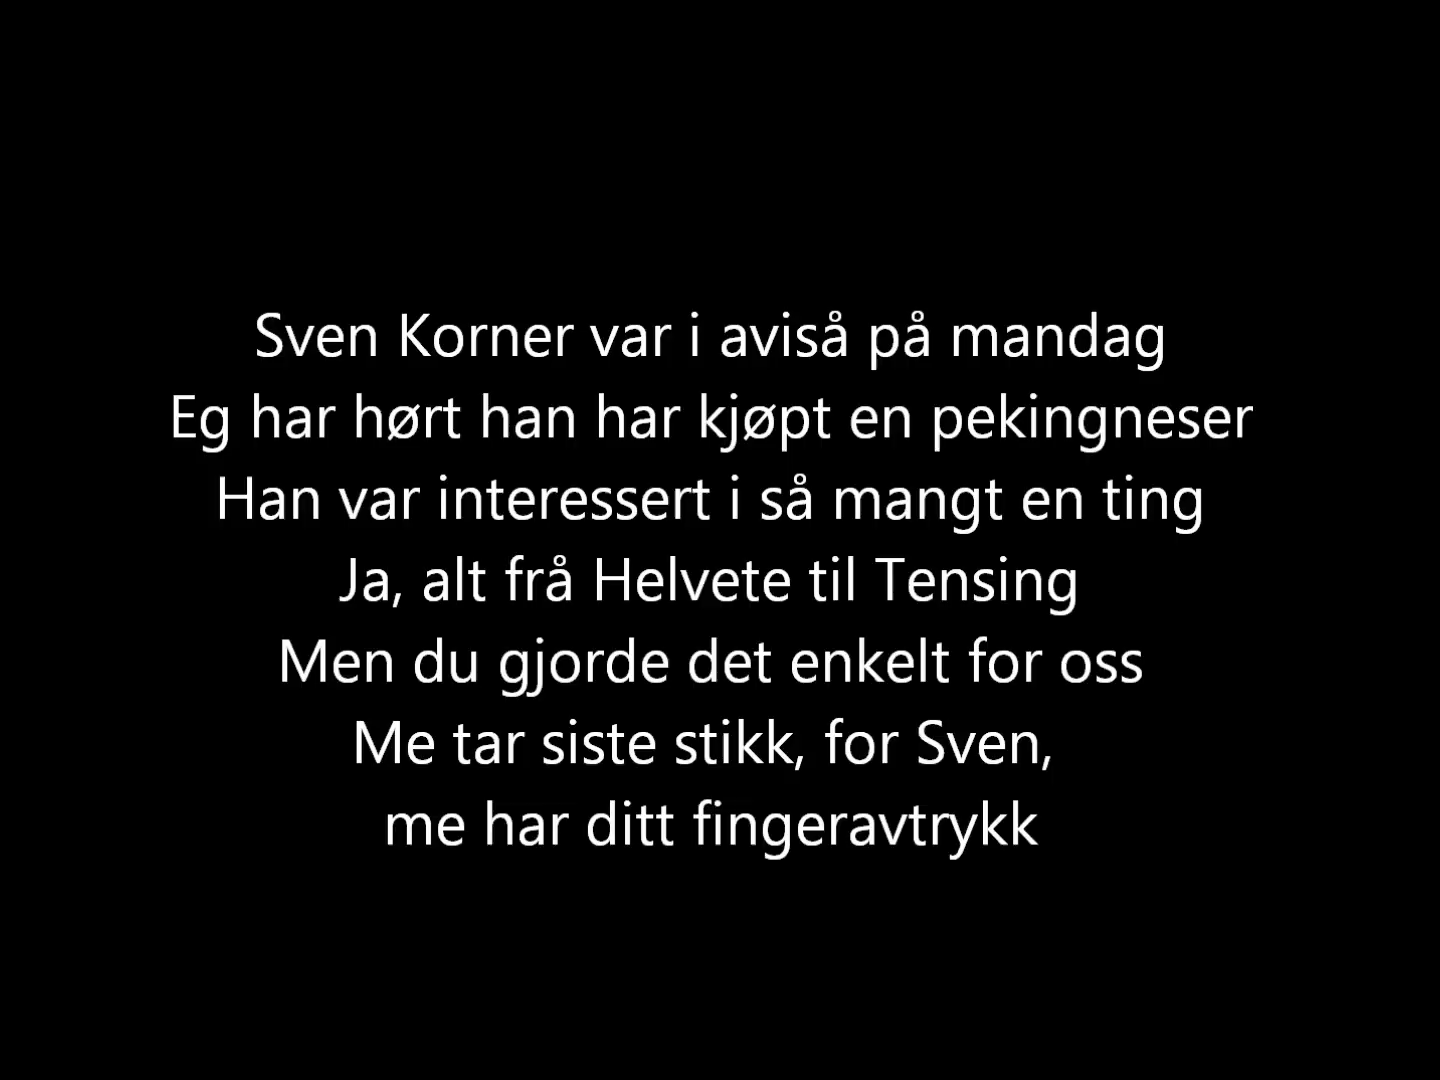 Sven Korner var i aviså på mandag
Eg har hørt han har kjøpt en pekingneser
Han var interessert i så mangt en ting
Ja, alt frå Helvete til Tensing
Men du gjorde det enkelt for oss
Me tar siste stikk, for Sven,
me har ditt fingeravtrykk